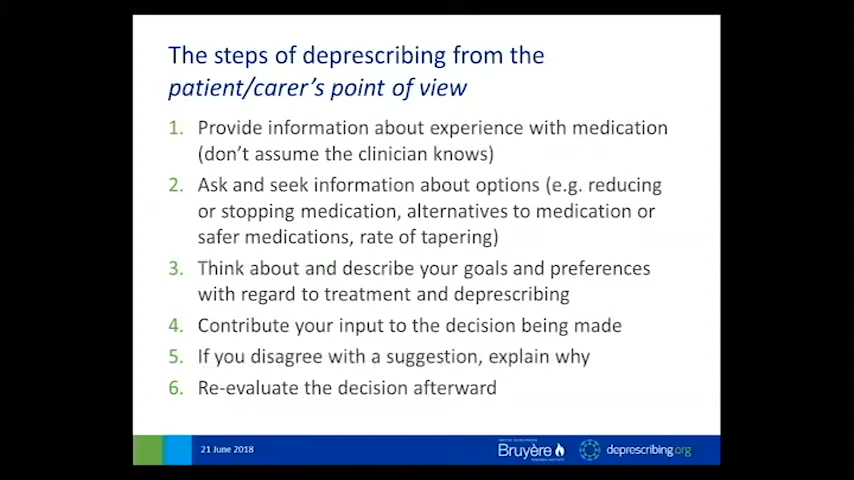 The steps of deprescribing from the
patient/carer's point of view
1. Provide information about experience with medication
(don't assume the clinician knows)
2. Ask and seek information about options (e.g. reducing
or stopping medication, alternatives to medication or
safer medications, rate of tapering)
3. Think about and describe your goals and preferences
with regard to treatment and deprescribing
4. Contribute your input to the decision being made
5. If you disagree with a suggestion, explain why
6. Re-evaluate the decision afterward
21 June 2018
Bruyère
deprescribing.org